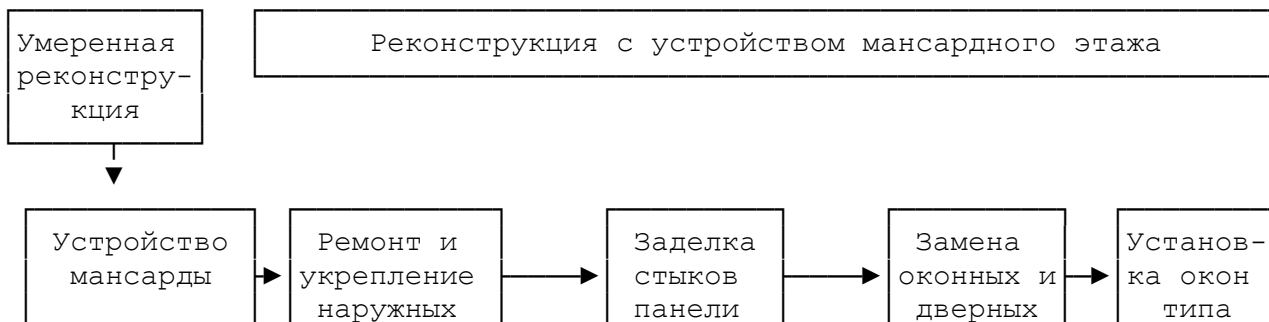 Умеренная
реконстру-
кция
Реконструкция с устройством мансардного этажа
Устройство
мансарды
Ремонт и
укрепление
наружных
Заделка
стыков
панели
Замена
оконных и
дверных
Установ-
ка окон
типа